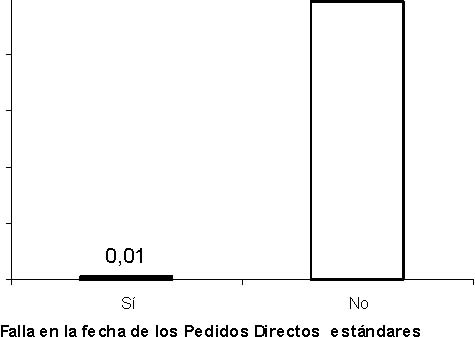 0,01
Sí No
Falla en la fecha de los Pedidos Directos estándares